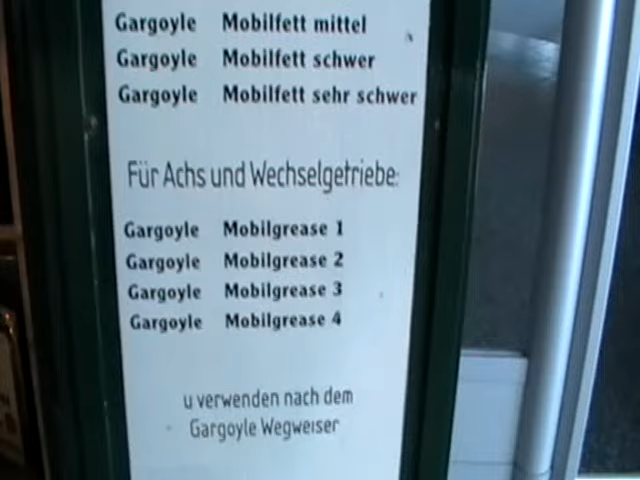 Gargoyle Mobilfett mittel
Gargoyle Mobilfett schwer
Gargoyle Mobilfett sehr schwer
Für Achs und Wechselgetriebe:
Gargoyle Mobilgrease 1
Gargoyle Mobilgrease 2
Gargoyle Mobilgrease 3
Gargoyle Mobilgrease 4
u verwenden nach dem
Gargoyle Wegweiser